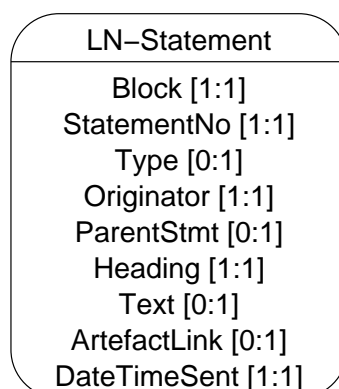 LN−Statement
Block [1:1]
StatementNo [1:1]
Type [0:1]
Originator [1:1]
ParentStmt [0:1]
Heading [1:1]
Text [0:1]
ArtefactLink [0:1]
DateTimeSent [1:1]